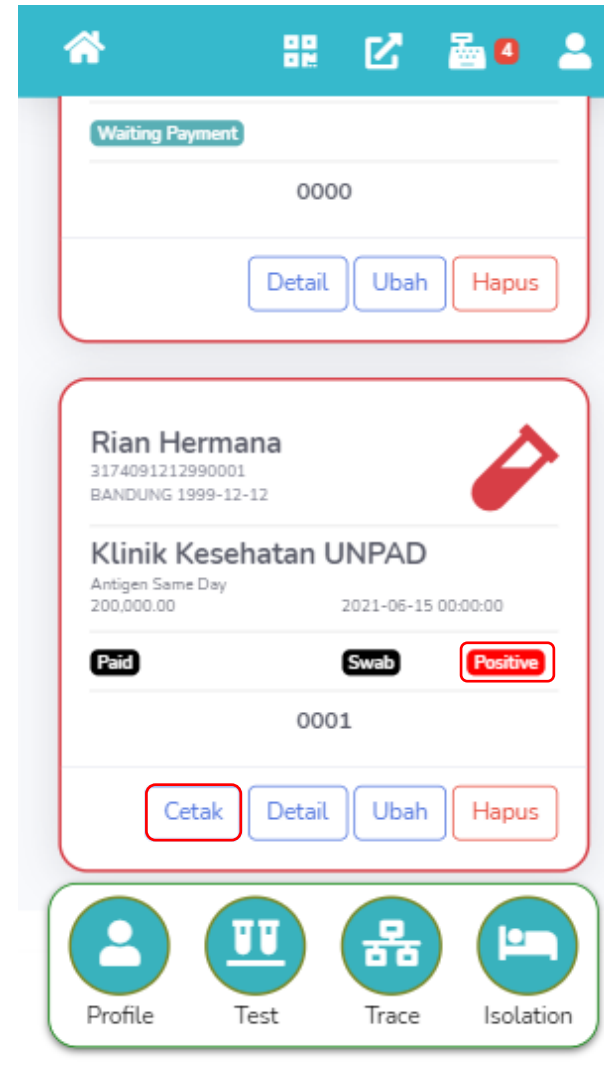 4
Waiting Payment
0000
Detail Ubah Hapus
Rian Hermana
3174091212990001
BANDUNG 1999-12-12
Klinik Kesehatan UNPAD
Antigen Same Day
200,000.00 2021-06-15 00:00:00
Paid Swab Positive
0001
Cetak Detail Ubah Hapus
Profile Test Trace Isolation